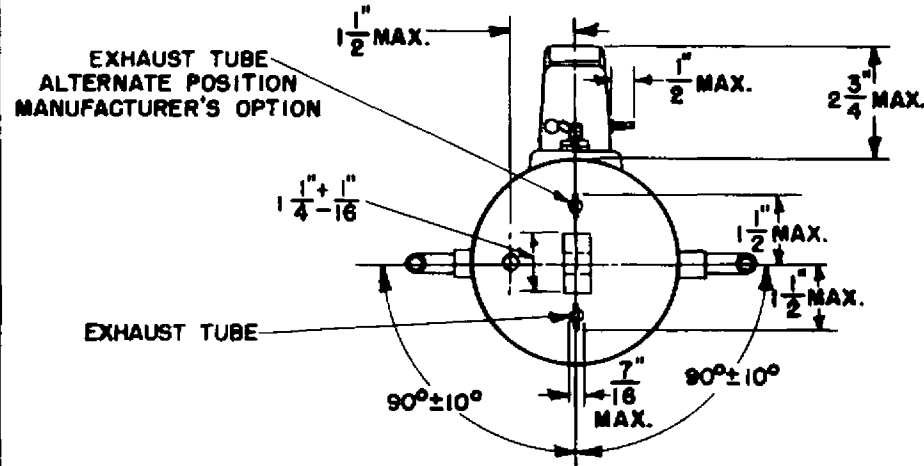 1 1/2" MAX.
EXHAUST TUBE
ALTERNATE POSITION
MANUFACTURER'S OPTION
1/2" MAX.
2 3/4" MAX.
1 1/4" + - 1/16"
1 1/2" MAX.
1 1/2" MAX.
EXHAUST TUBE
7/16"
MAX.
90°±10°
90°±10°